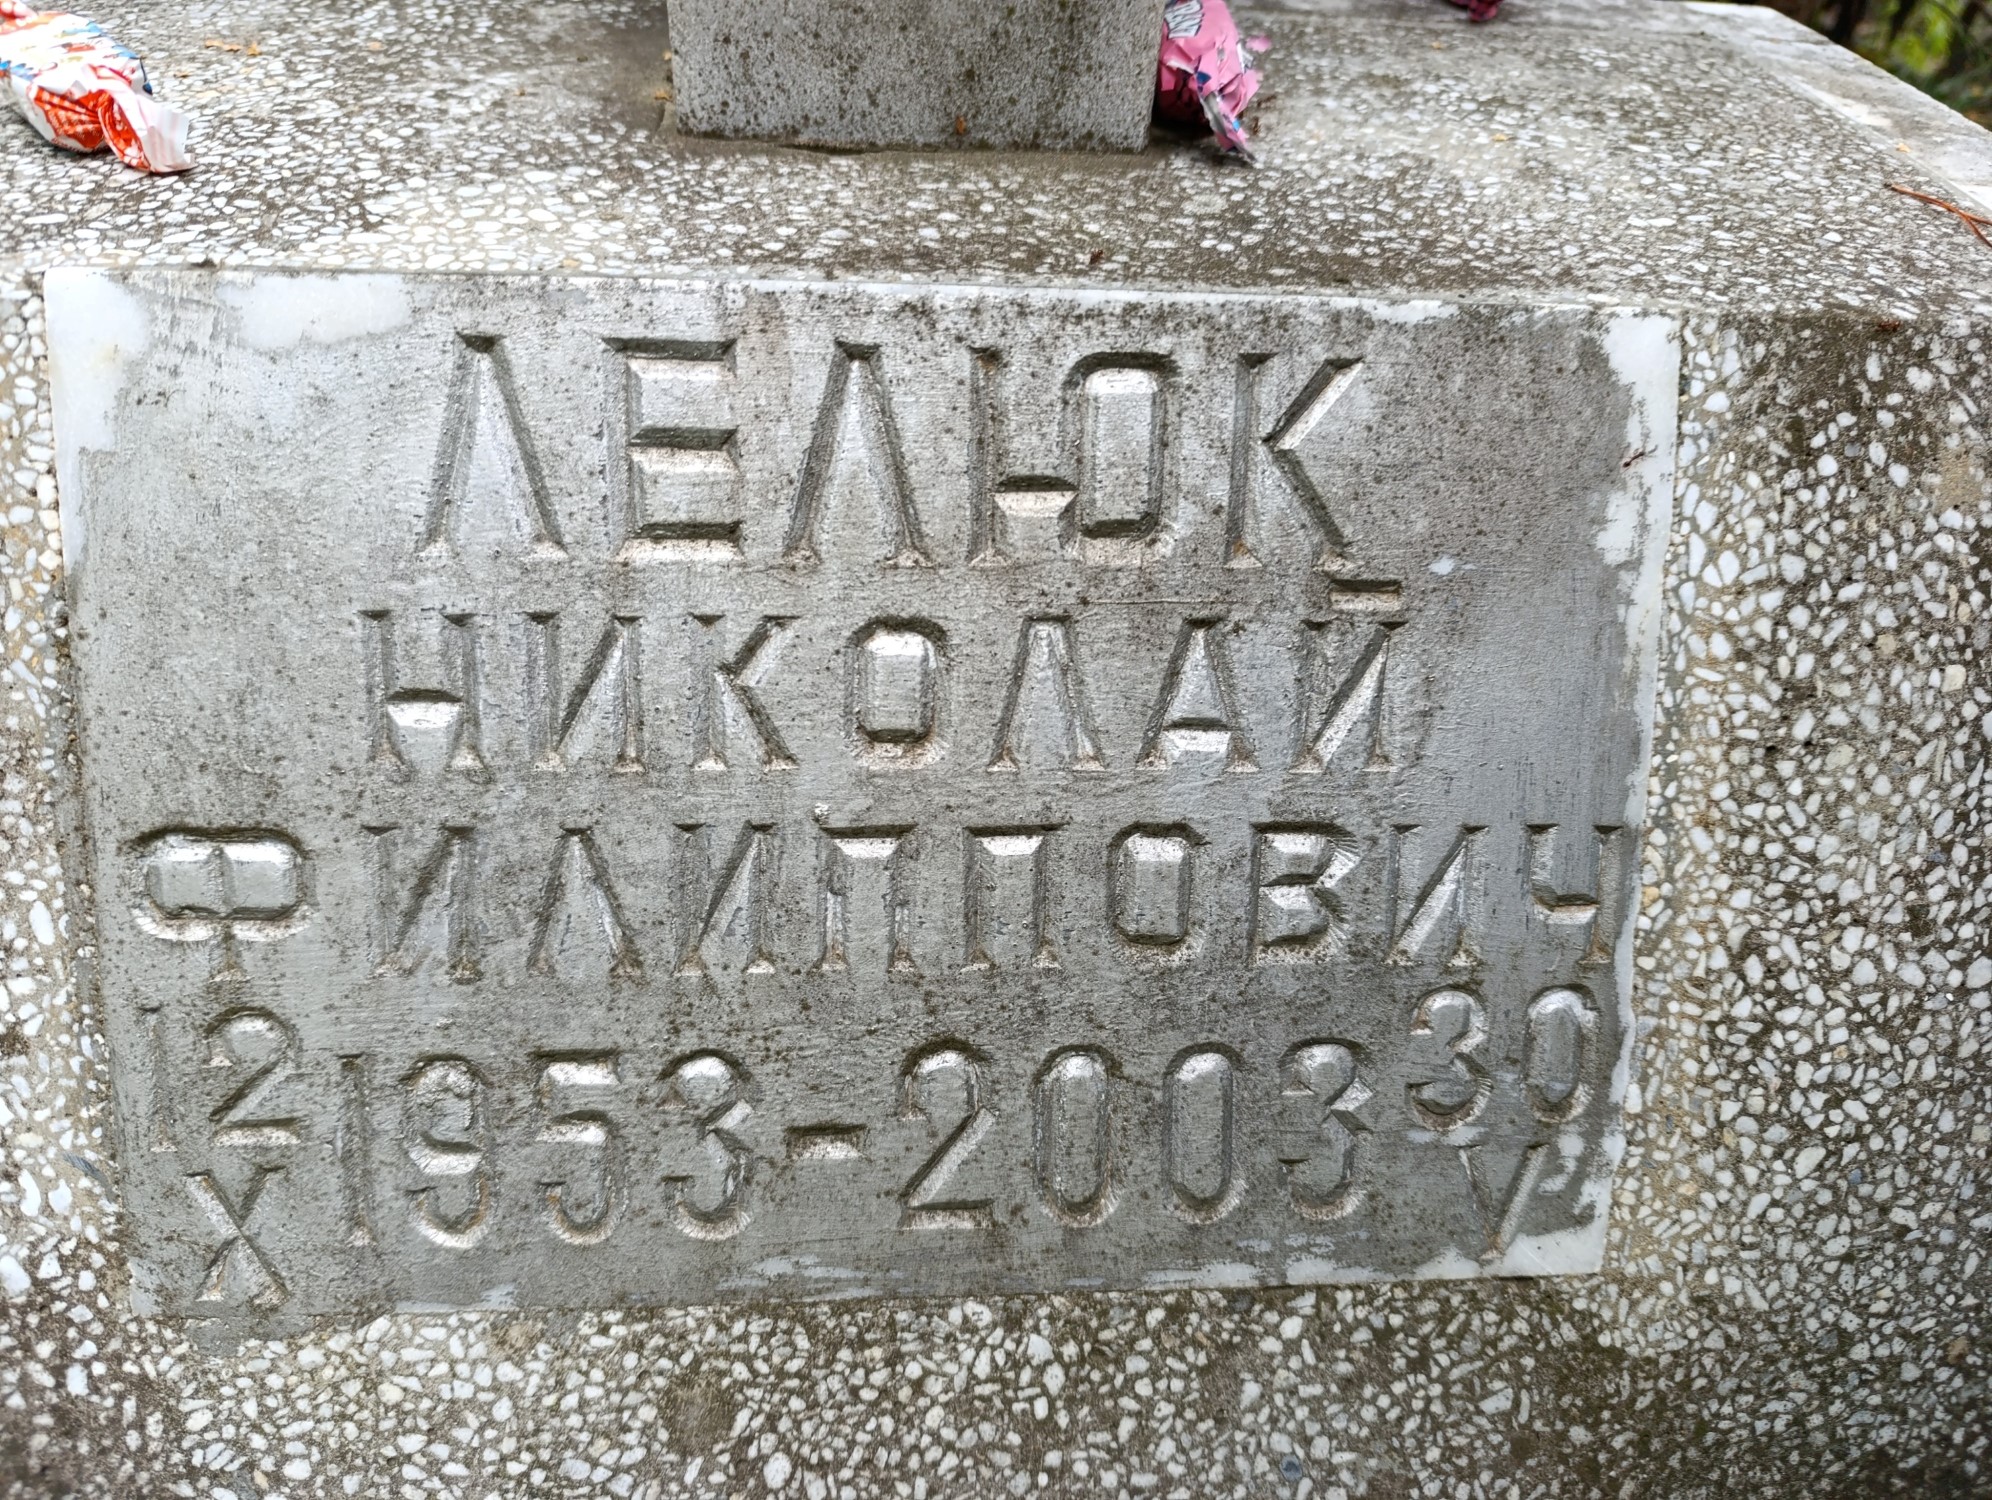 ЛЕЛЮК
НИКОЛАЙ
ФИЛИППОВИЧ
12 1953-2003 30
X V